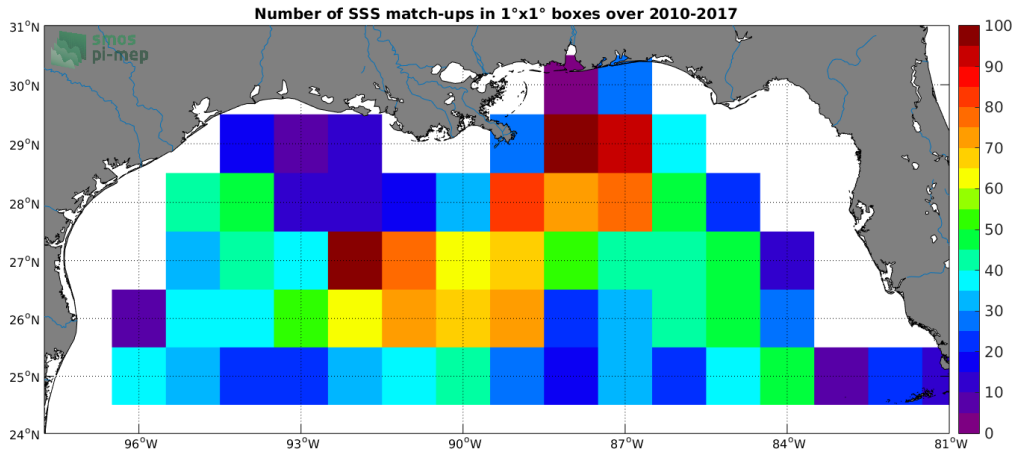 Number of SSS match-ups in 1°x1° boxes over 2010-2017
smos
pi-mep
31°N
30°N
29°N
28°N
27°N
26°N
25°N
24°N
96°W
93°W
90°W
87°W
84°W
81°W
100
90
80
70
60
50
40
30
20
10
0